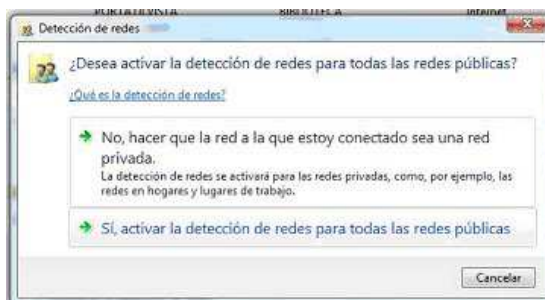 PORTATILVISTA BIBLIOTECA Internet
Detección de redes
¿Desea activar la detección de redes para todas las redes públicas?
¿Qué es la detección de redes?
No, hacer que la red a la que estoy conectado sea una red
privada.
La detección de redes se activará para las redes privadas, como, por ejemplo, las
redes en hogares y lugares de trabajo.
Sí, activar la detección de redes para todas las redes públicas
Cancelar